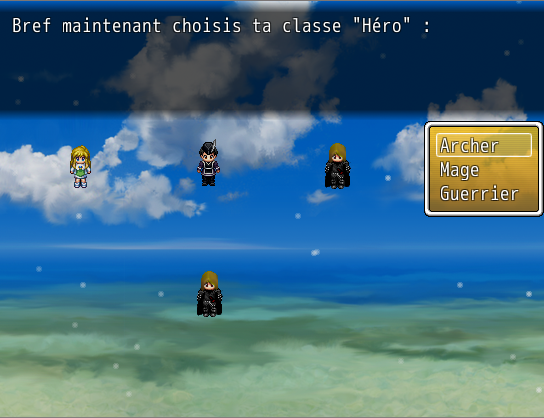 Bref maintenant choisis ta classe "Héro" :
Archer
Mage
Guerrier